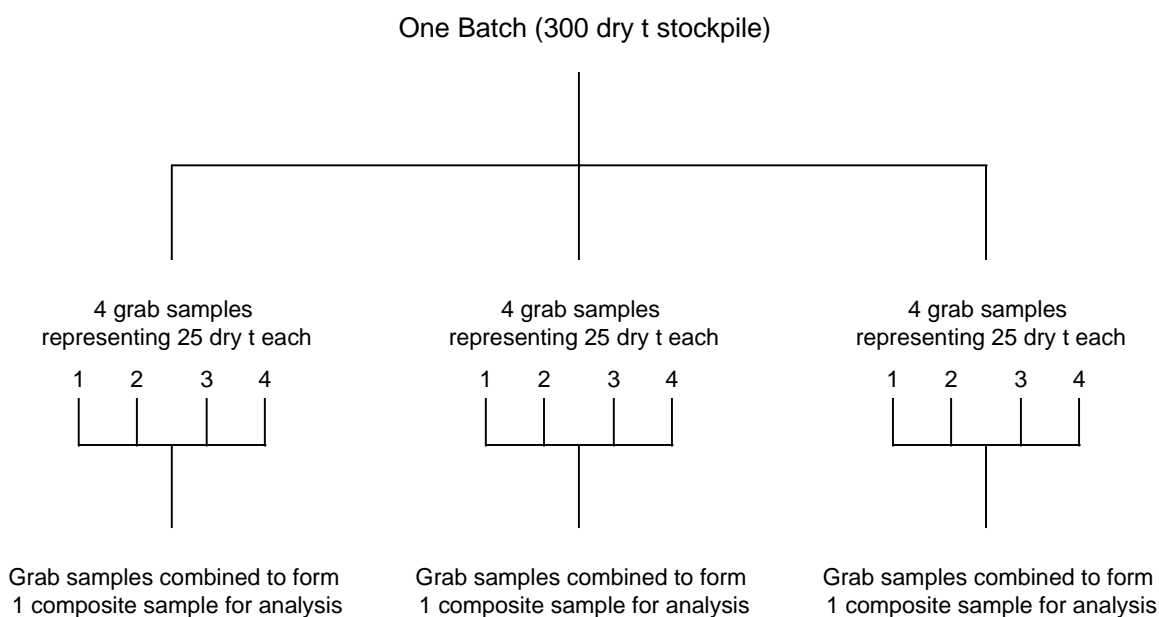 One Batch (300 dry t stockpile)
4 grab samples
representing 25 dry t each
1 2 3 4
Grab samples combined to form
1 composite sample for analysis
4 grab samples
representing 25 dry t each
1 2 3 4
Grab samples combined to form
1 composite sample for analysis
4 grab samples
representing 25 dry t each
1 2 3 4
Grab samples combined to form
1 composite sample for analysis